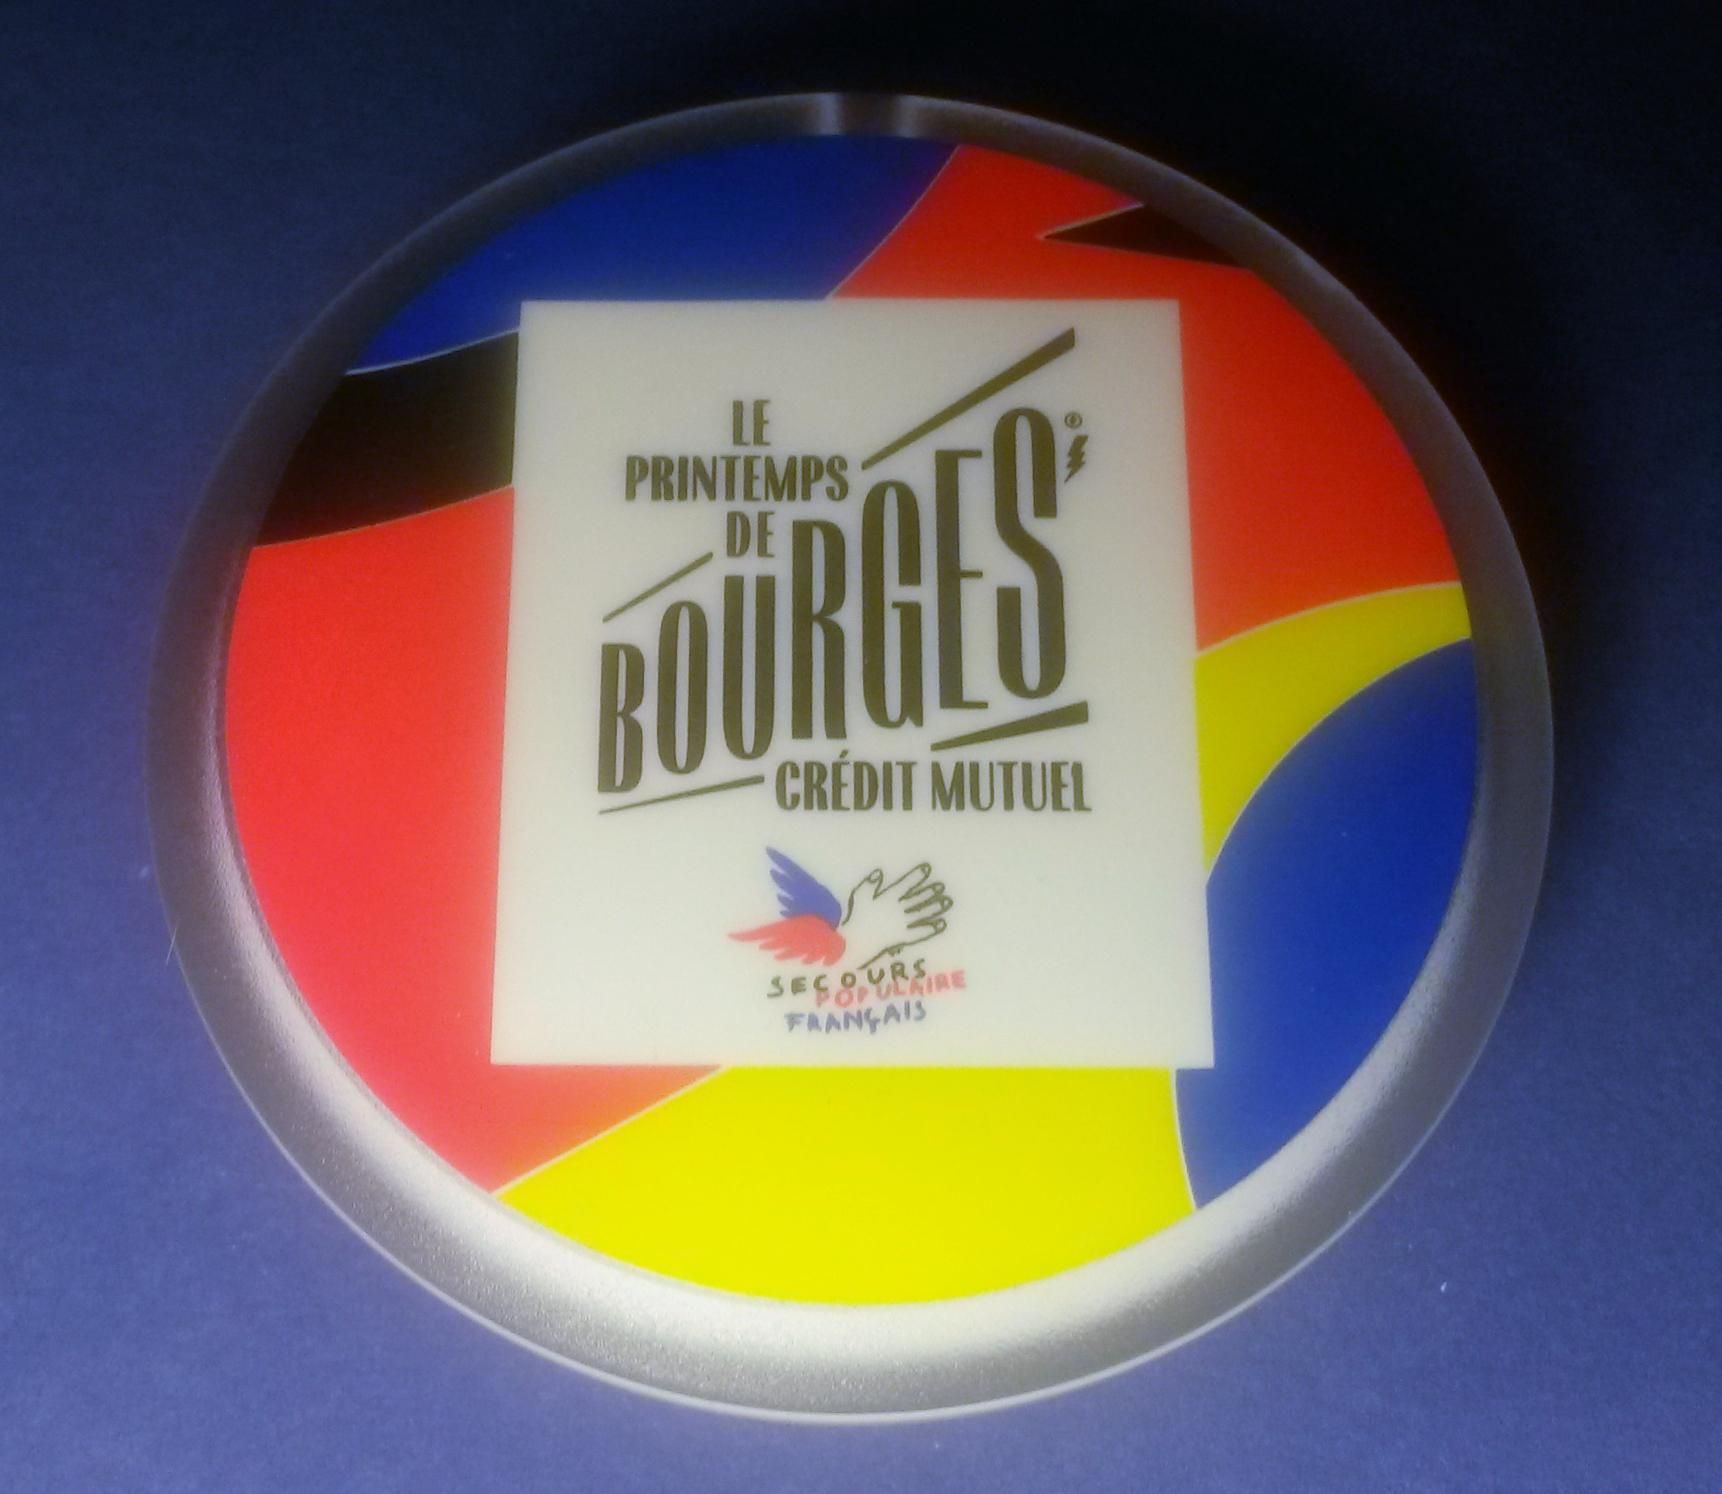 LE
PRINTEMPS
DE
BOURGES®
CRÉDIT MUTUEL
SECOURS
POPULAIRE
FRANÇAIS